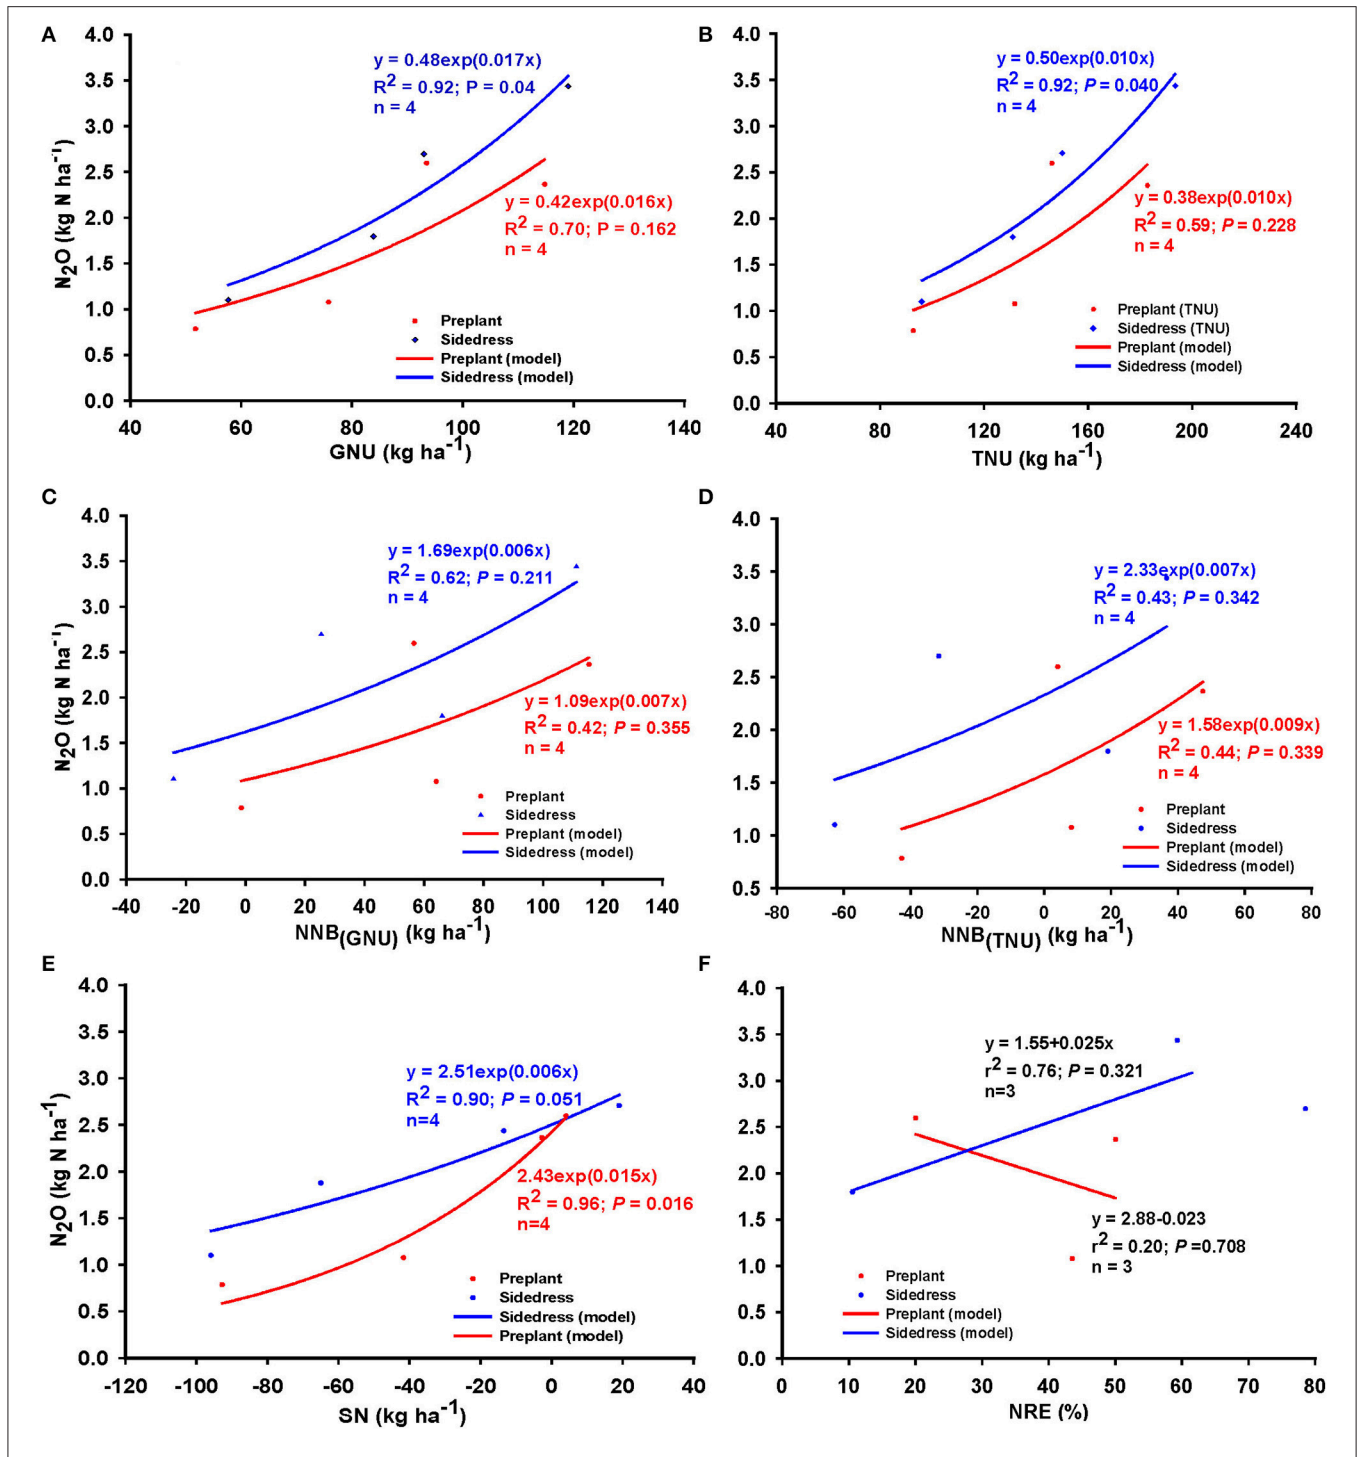 A
y = 0.48exp(0.017x)
R2 = 0.92; P = 0.04
n = 4
y = 0.42exp(0.016x)
R2 = 0.70; P = 0.162
n = 4
Preplant
Sidedress
Preplant (model)
Sidedress (model)
4.0
3.5
3.0
2.5
2.0
1.5
1.0
0.5
0.0
N2O (kg N ha-1)
40 60 80 100 120 140
GNU (kg ha-1)
B
y = 0.50exp(0.010x)
R2 = 0.92; P = 0.040
n = 4
y = 0.38exp(0.010x)
R2 = 0.59; P = 0.228
n = 4
Preplant (TNU)
Sidedress (TNU)
Preplant (model)
Sidedress (model)
4.0
3.5
3.0
2.5
2.0
1.5
1.0
0.5
0.0
40 80 120 160 200 240
TNU (kg ha-1)
C
y = 1.69exp(0.006x)
R2 = 0.62; P = 0.211
n = 4
y = 1.09exp(0.007x)
R2 = 0.42; P = 0.355
n = 4
Preplant
Sidedress
Preplant (model)
Sidedress (model)
4.0
3.5
3.0
2.5
2.0
1.5
1.0
0.5
0.0
N2O (kg N ha-1)
-40 -20 0 20 40 60 80 100 120 140
NNB(GNU) (kg ha-1)
D
y = 2.33exp(0.007x)
R2 = 0.43; P = 0.342
n = 4
y = 1.58exp(0.009x)
R2 = 0.44; P = 0.339
n = 4
Preplant
Sidedress
Preplant (model)
Sidedress (model)
4.0
3.5
3.0
2.5
2.0
1.5
1.0
0.5
-80 -60 -40 -20 0 20 40 60 80
NNB(TNU) (kg ha-1)
E
y = 2.51exp(0.006x)
R2 = 0.90; P = 0.051
n=4
2.43exp(0.015x)
R2 = 0.96; P = 0.016
n=4
Preplant
Sidedress
Sidedress (model)
Preplant (model)
4.0
3.5
3.0
2.5
2.0
1.5
1.0
0.5
0.0
N2O (kg N ha-1)
-120 -100 -80 -60 -40 -20 0 20 40
SN (kg ha-1)
F
y = 1.55+0.025x
r2 = 0.76; P = 0.321
n=3
y = 2.88-0.023
r2 = 0.20; P =0.708
n = 3
Preplant
Sidedress
Preplant (model)
Sidedress (model)
4.0
3.5
3.0
2.5
2.0
1.5
1.0
0.5
0.0
0 10 20 30 40 50 60 70 80
NRE (%)